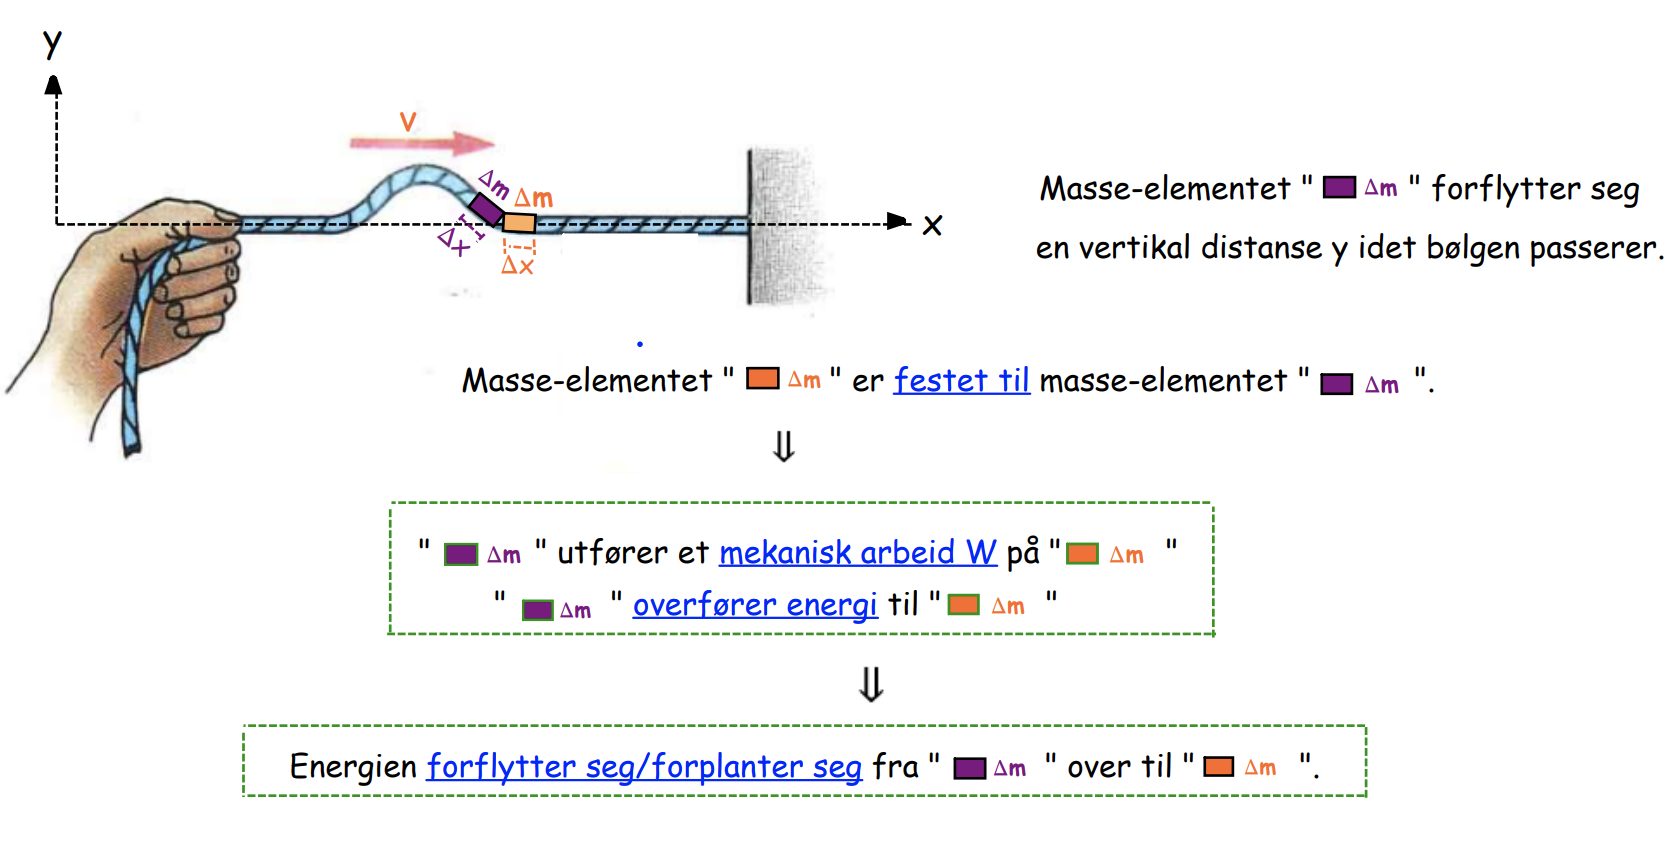 y
v
Δm Δm
Δx
Δx
x
Masse-elementet " Δm " forflytter seg
en vertikal distanse y idet bølgen passerer.
Masse-elementet " Δm " er festet til masse-elementet " Δm ".
⇓
" Δm " utfører et mekanisk arbeid W på " Δm "
" Δm " overfører energi til " Δm "
⇓
Energien forflytter seg/forplanter seg fra " Δm " over til " Δm ".